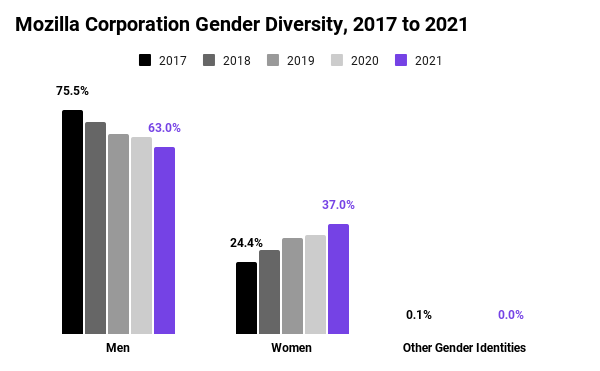 Mozilla Corporation Gender Diversity, 2017 to 2021
2017 2018 2019 2020 2021
75.5%
63.0%
37.0%
24.4%
0.1% 0.0%
Men Women Other Gender Identities